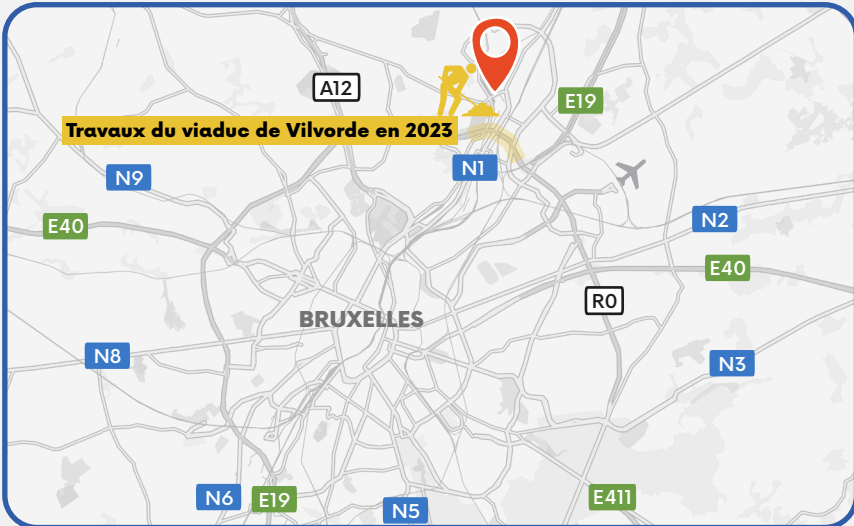 A12
E19
Travaux du viaduc de Vilvorde en 2023
N1
N9
N2
E40
E40
R0
BRUXELLES
N8
N3
N6
E19
N5
E411